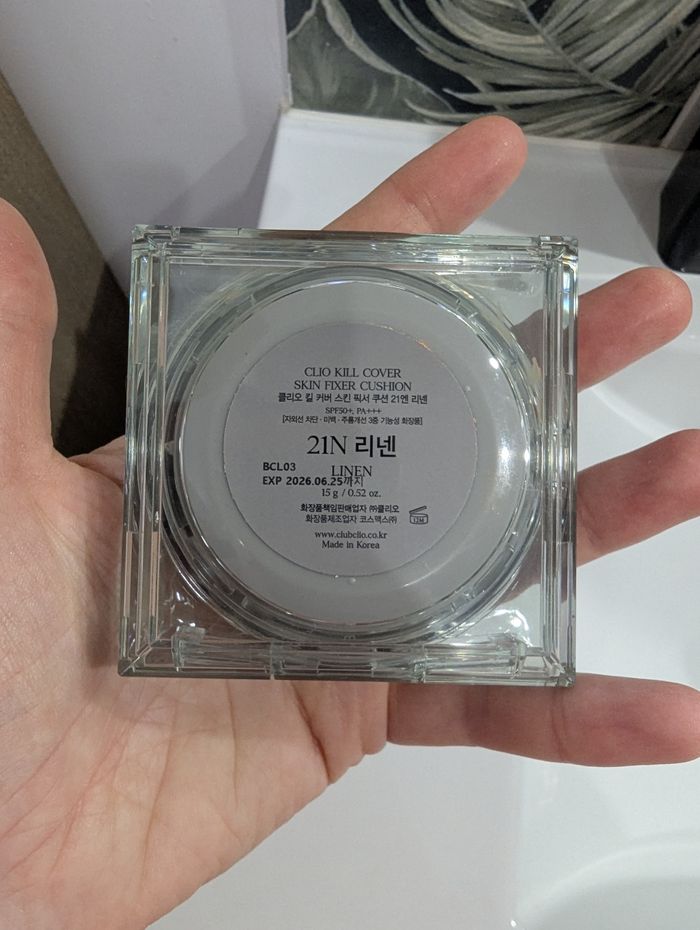 CLIO KILL COVER
SKIN FIXER CUSHION
클리오 킬 커버 스킨 픽서 쿠션 21엔 리넨
SPF50+, PA+++
[자외선 차단 · 미백 · 주름개선 3중 기능성 화장품]
21N 리넨
BCL03
LINEN
EXP 2026.06.25까지
15 g / 0.52 oz.
화장품책임판매업자 ㈜클리오
화장품제조업자 코스맥스㈜
12M
www.clubclio.co.kr
Made in Korea